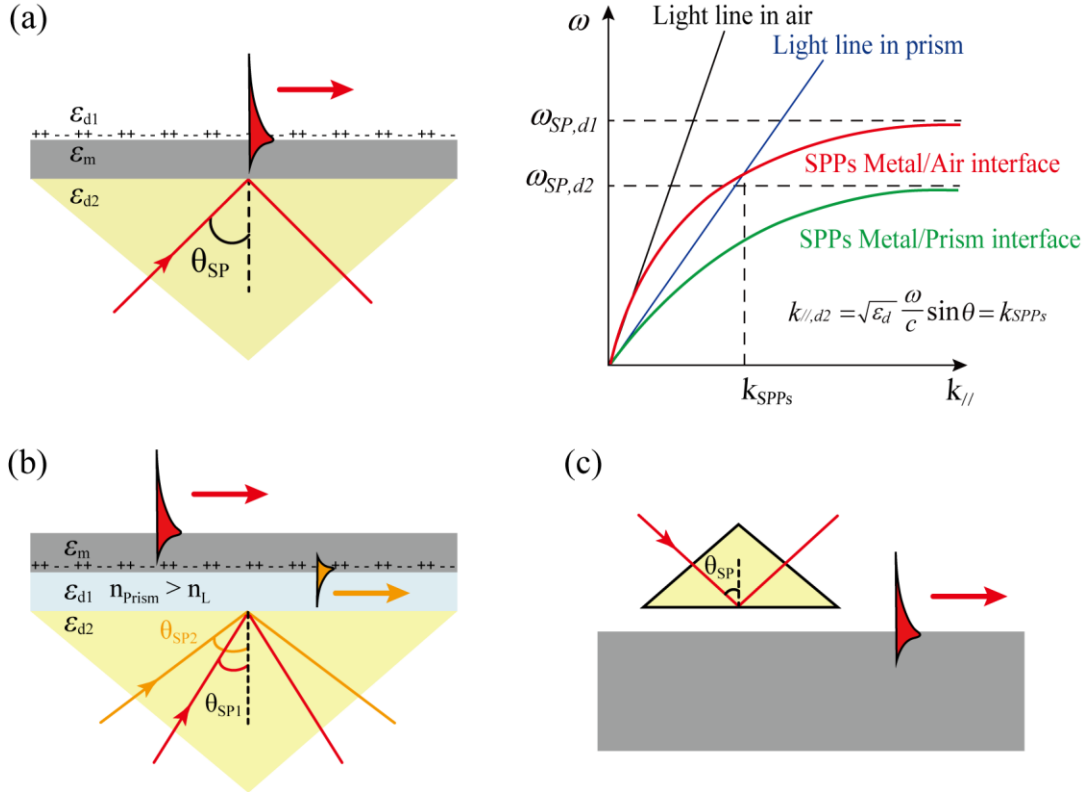 (a)
ε_d1
++ ++ ++ ++ ++ ++ ++ ++
ε_m
ε_d2
θ_SP
ω
Light line in air
Light line in prism
ω_SP,d1
SPPs Metal/Air interface
ω_SP,d2
SPPs Metal/Prism interface
k_//,d2 = √ε_d ω/c sin θ = k_SPPs
k_SPPs
k_//
(b)
ε_m
++ ++ ++ ++ ++ ++ ++ ++
ε_d1 n_Prism > n_L
ε_d2
θ_SP2
θ_SP1
(c)
θ_SP